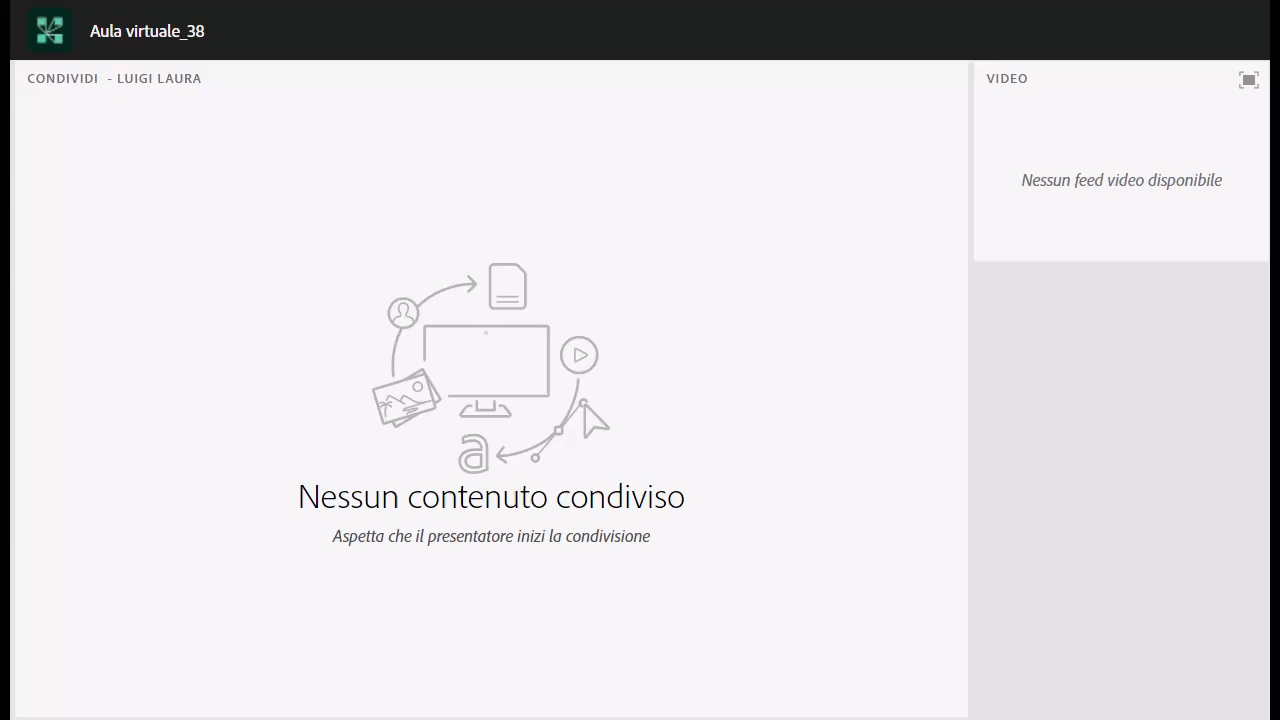 Aula virtuale_38
CONDIVIDI - LUIGI LAURA
VIDEO
Nessun feed video disponibile
a
Nessun contenuto condiviso
Aspetta che il presentatore inizi la condivisione